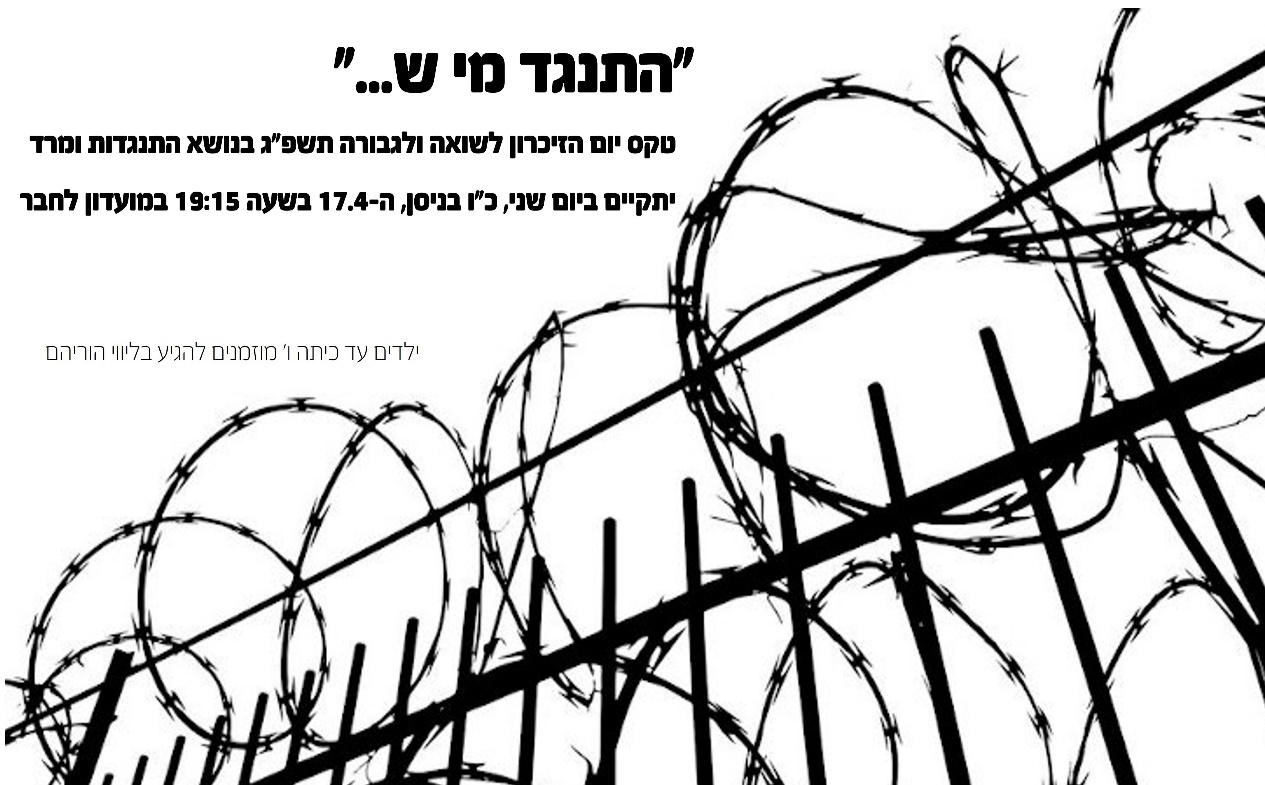 "התנגד מי ש..."
טקס יום הזיכרון לשואה ולגבורה תשפ"ג בנושא התנגדות ומרד
יתקיים ביום שני, כ"ו בניסן, ה-17.4 בשעה 19:15 במועדון לחבר
ילדים עד כיתה ו' מוזמנים להגיע בליווי הוריהם